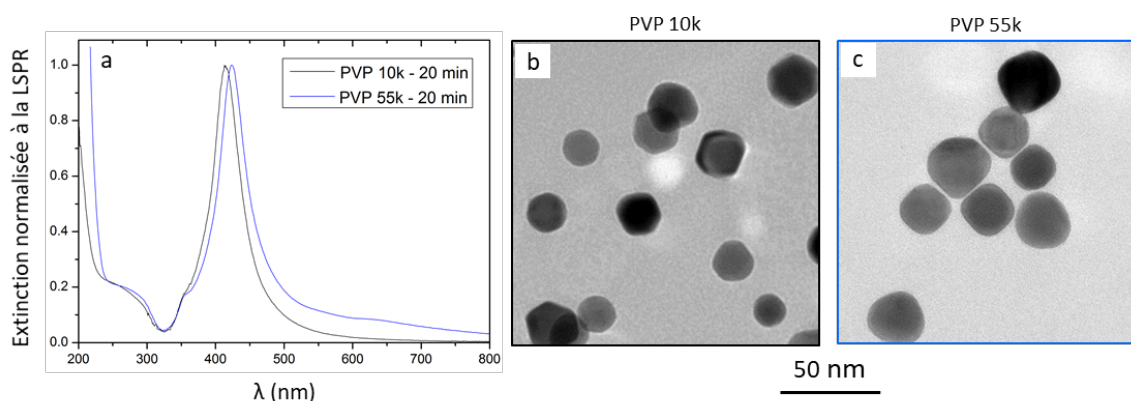 PVP 10k
PVP 55k
a
b
c
Extinction normalisée à la LSPR
1.0
0.8
0.6
0.4
0.2
0.0
PVP 10k - 20 min
PVP 55k - 20 min
200
300
400
500
600
700
800
λ (nm)
50 nm